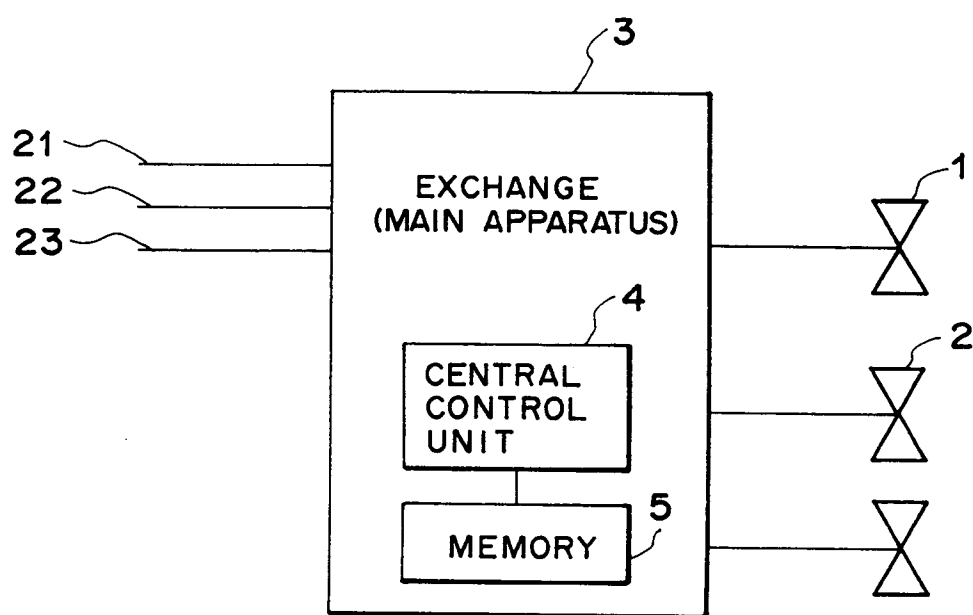 3
21
22
23
EXCHANGE
(MAIN APPARATUS)
1
4
CENTRAL
CONTROL
UNIT
2
5
MEMORY